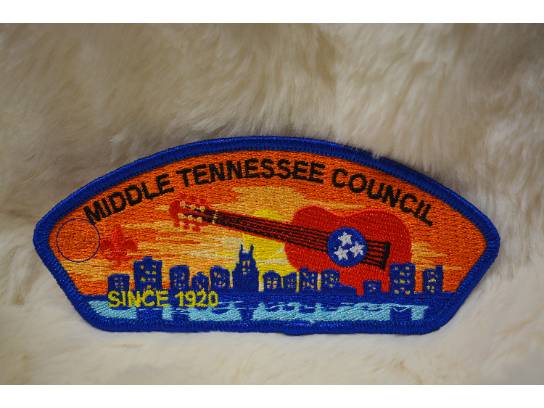 MIDDLE TENNESSEE COUNCIL
SINCE 1920